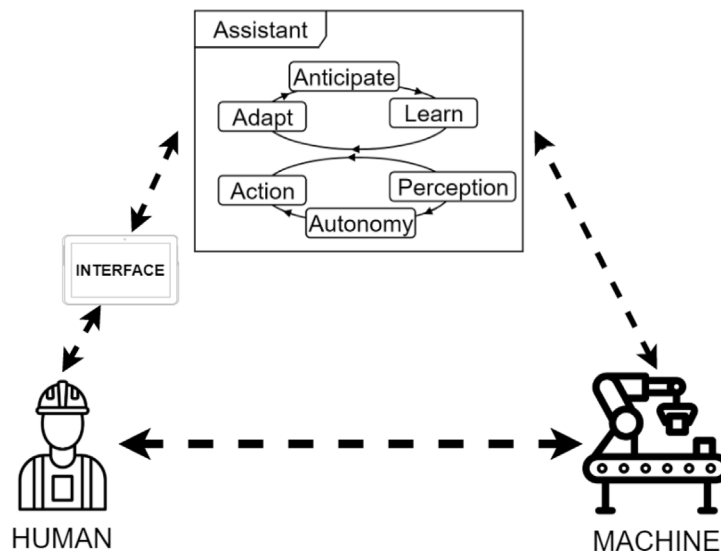 Assistant
Anticipate
Adapt
Learn
Action
Perception
Autonomy
INTERFACE
HUMAN
MACHINE